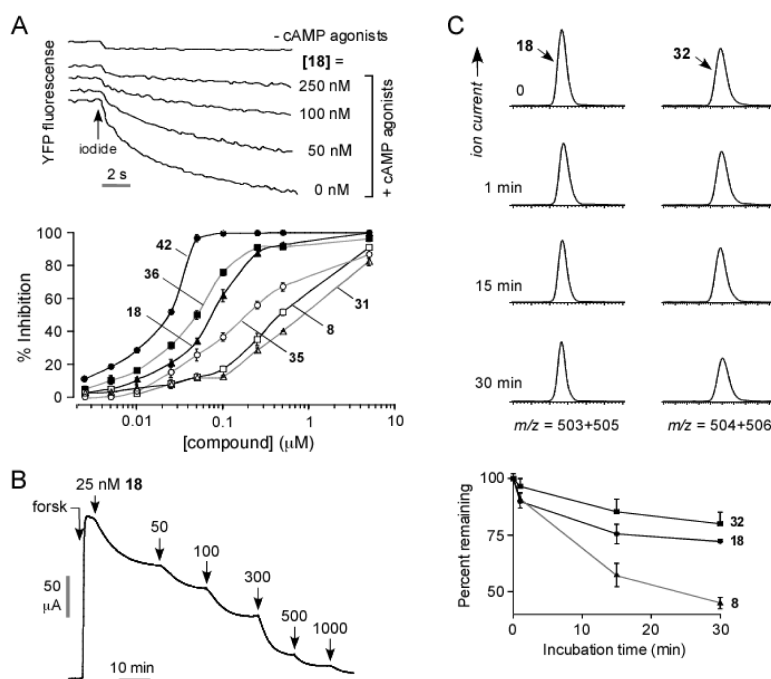 A
- cAMP agonists
[18] =
250 nM
100 nM
50 nM
0 nM
+ cAMP agonists
YFP fluorescense
iodide
2 s
100
80
60
40
20
0
% Inhibition
42
36
18
31
8
35
0.01
0.1
1
10
[compound] (μM)
B
25 nM 18
forsk
50
100
300
500
1000
50
μA
10 min
C
ion current
18
32
0
1 min
15 min
30 min
m/z = 503+505
m/z = 504+506
100
75
50
Percent remaining
32
18
8
0
10
20
30
Incubation time (min)